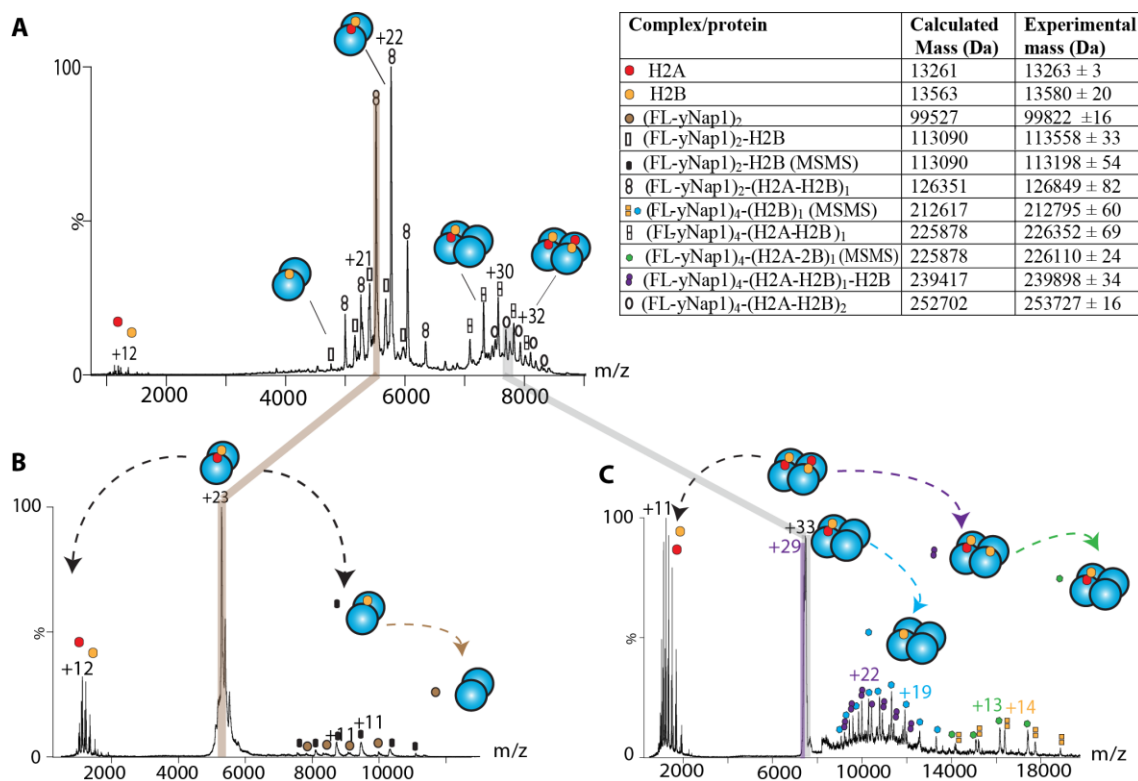 A
100
%
0
+12
+21
+22
+30
+32
2000
4000
6000
8000
m/z
Complex/protein Calculated Mass (Da) Experimental mass (Da)
H2A 13261 13263 ± 3
H2B 13563 13580 ± 20
(FL-yNap1)2 99527 99822 ±16
(FL-yNap1)2-H2B 113090 113558 ± 33
(FL-yNap1)2-H2B (MSMS) 113090 113198 ± 54
(FL-yNap1)2-(H2A-H2B)1 126351 126849 ± 82
(FL-yNap1)4-(H2B)1 (MSMS) 212617 212795 ± 60
(FL-yNap1)4-(H2A-H2B)1 225878 226352 ± 69
(FL-yNap1)4-(H2A-2B)1 (MSMS) 225878 226110 ± 24
(FL-yNap1)4-(H2A-H2B)1-H2B 239417 239898 ± 34
(FL-yNap1)4-(H2A-H2B)2 252702 253727 ± 16
B
100
%
0
+12
+23
+11
+11
2000
4000
6000
8000
10000
m/z
C
100
%
0
+11
+33
+29
+22
+19
+13
+14
2000
6000
10000
14000
18000
m/z